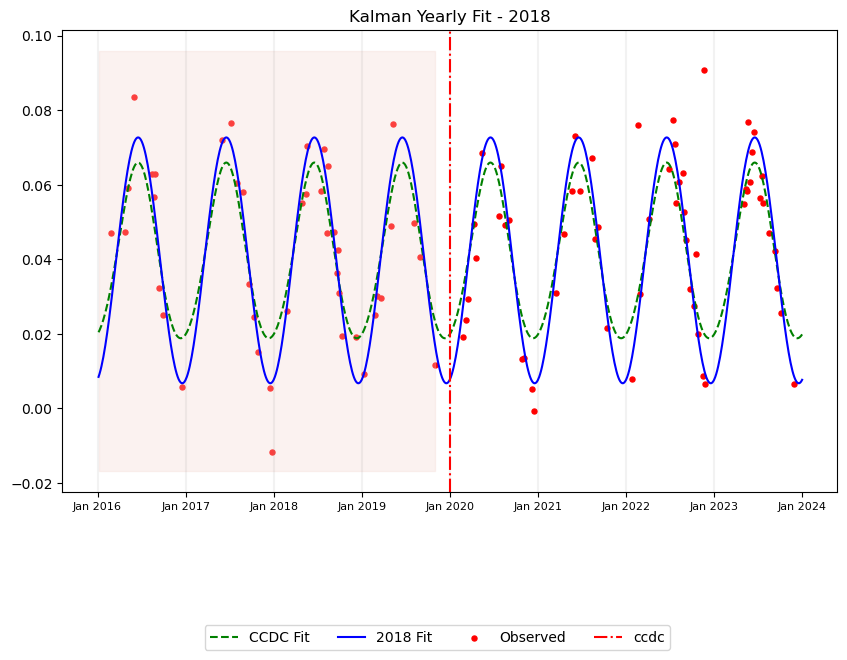 Kalman Yearly Fit - 2018
0.10
0.08
0.06
0.04
0.02
0.00
−0.02
Jan 2016 Jan 2017 Jan 2018 Jan 2019 Jan 2020 Jan 2021 Jan 2022 Jan 2023 Jan 2024
CCDC Fit 2018 Fit Observed ccdc